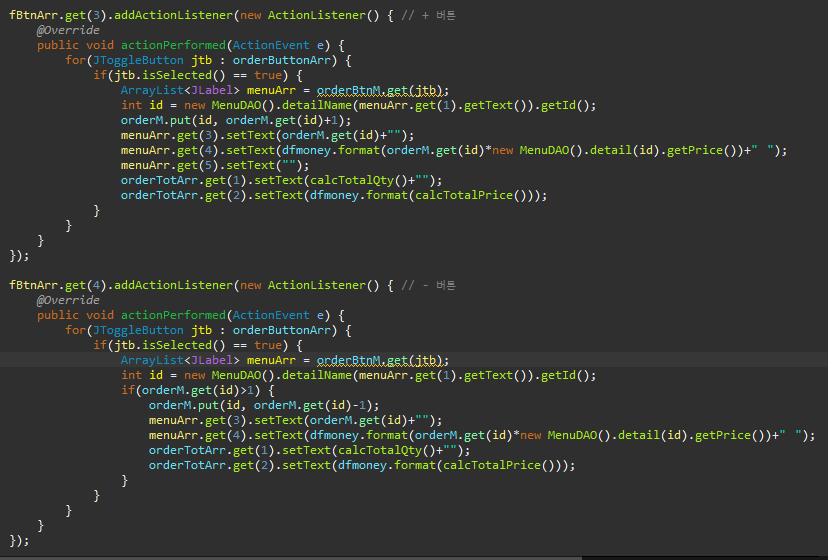 fBtnArr.get(3).addActionListener(new ActionListener() { // + 버튼
@Override
public void actionPerformed(ActionEvent e) {
for(JToggleButton jtb : orderButtonArr) {
if(jtb.isSelected() == true) {
ArrayList<JLabel> menuArr = orderBtnM.get(jtb);
int id = new MenuDAO().detailName(menuArr.get(1).getText()).getId();
orderM.put(id, orderM.get(id)+1);
menuArr.get(3).setText(orderM.get(id)+"");
menuArr.get(4).setText(dfmoney.format(orderM.get(id)*new MenuDAO().detail(id).getPrice())+" ");
menuArr.get(5).setText("");
orderTotArr.get(1).setText(calcTotalQty()+"");
orderTotArr.get(2).setText(dfmoney.format(calcTotalPrice()));
}
}
}
});
fBtnArr.get(4).addActionListener(new ActionListener() { // - 버튼
@Override
public void actionPerformed(ActionEvent e) {
for(JToggleButton jtb : orderButtonArr) {
if(jtb.isSelected() == true) {
ArrayList<JLabel> menuArr = orderBtnM.get(jtb);
int id = new MenuDAO().detailName(menuArr.get(1).getText()).getId();
if(orderM.get(id)>1) {
orderM.put(id, orderM.get(id)-1);
menuArr.get(3).setText(orderM.get(id)+"");
menuArr.get(4).setText(dfmoney.format(orderM.get(id)*new MenuDAO().detail(id).getPrice())+" ");
orderTotArr.get(1).setText(calcTotalQty()+"");
orderTotArr.get(2).setText(dfmoney.format(calcTotalPrice()));
}
}
}
}
});